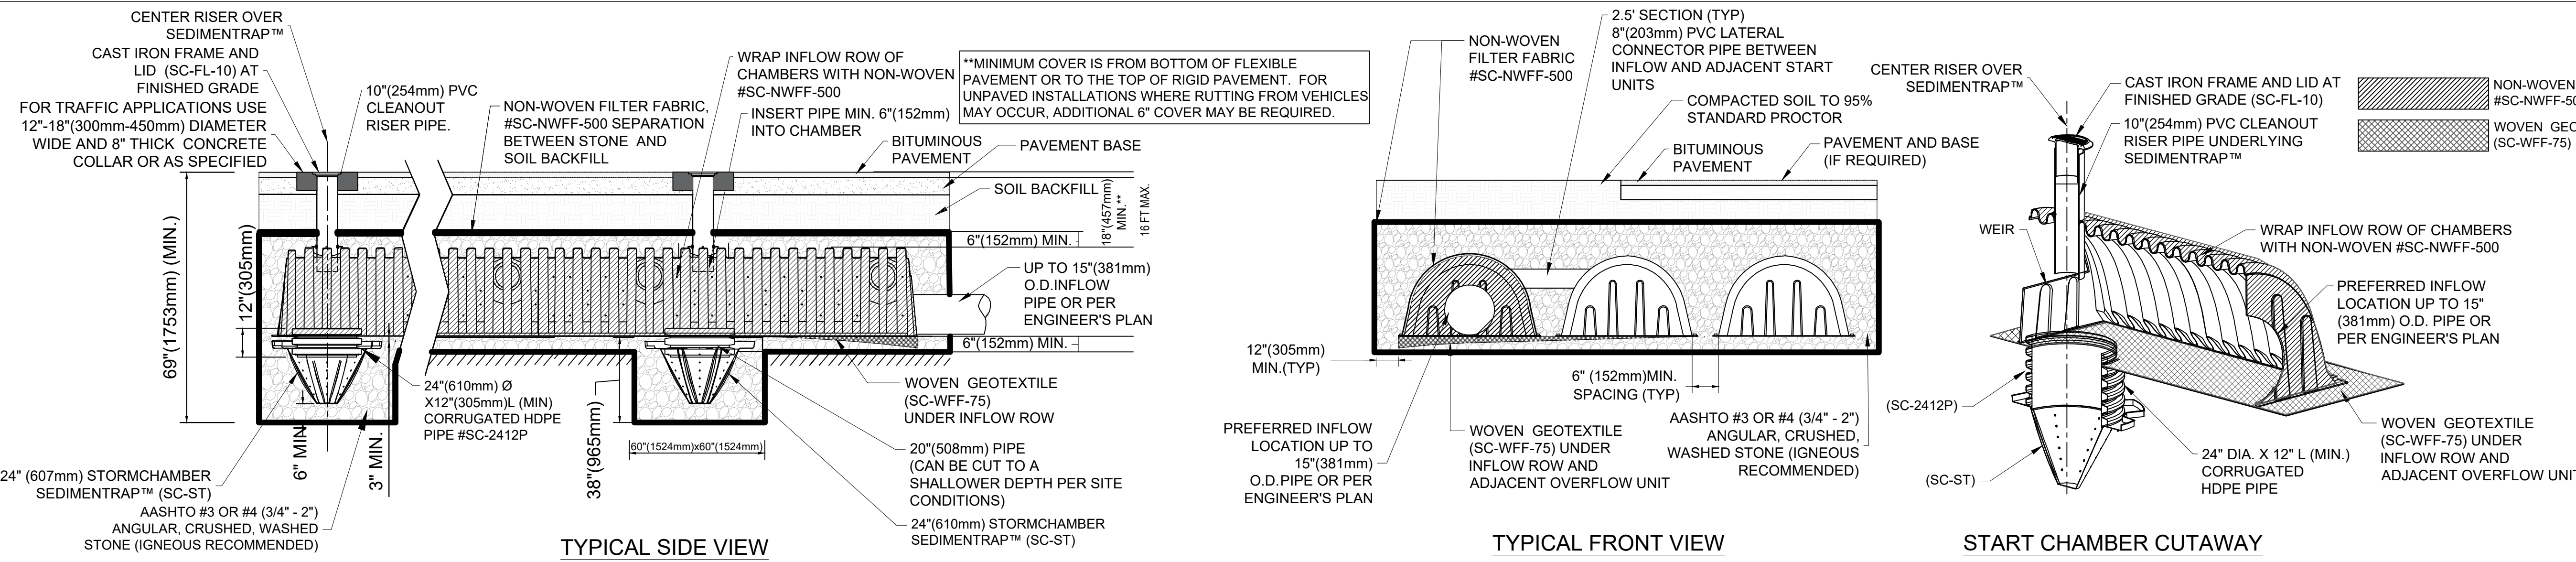 CENTER RISER OVER
SEDIMENTRAP™
CAST IRON FRAME AND
LID (SC-FL-10) AT
FINISHED GRADE
FOR TRAFFIC APPLICATIONS USE
12"-18"(300mm-450mm) DIAMETER
WIDE AND 8" THICK CONCRETE
COLLAR OR AS SPECIFIED
10"(254mm) PVC
CLEANOUT
RISER PIPE.
NON-WOVEN FILTER FABRIC,
#SC-NWFF-500 SEPARATION
BETWEEN STONE AND
SOIL BACKFILL
WRAP INFLOW ROW OF
CHAMBERS WITH NON-WOVEN
#SC-NWFF-500
INSERT PIPE MIN. 6"(152mm)
INTO CHAMBER
**MINIMUM COVER IS FROM BOTTOM OF FLEXIBLE
PAVEMENT OR TO THE TOP OF RIGID PAVEMENT. FOR
UNPAVED INSTALLATIONS WHERE RUTTING FROM VEHICLES
MAY OCCUR, ADDITIONAL 6" COVER MAY BE REQUIRED.
BITUMINOUS
PAVEMENT
PAVEMENT BASE
SOIL BACKFILL
18"(457mm)
MIN.**
16 FT MAX.
6"(152mm) MIN.
UP TO 15"(381mm)
O.D.INFLOW
PIPE OR PER
ENGINEER'S PLAN
6"(152mm) MIN.
69"(1753mm) (MIN.)
12"(305mm)
6" MIN.
3" MIN.
24"(610mm) Ø
X12"(305mm)L (MIN)
CORRUGATED HDPE
PIPE #SC-2412P
38"(965mm)
60"(1524mm)x60"(1524mm)
WOVEN GEOTEXTILE
(SC-WFF-75)
UNDER INFLOW ROW
20"(508mm) PIPE
(CAN BE CUT TO A
SHALLOWER DEPTH PER SITE
CONDITIONS)
24"(610mm) STORMCHAMBER
SEDIMENTRAP™ (SC-ST)
24" (607mm) STORMCHAMBER
SEDIMENTRAP™ (SC-ST)
AASHTO #3 OR #4 (3/4" - 2")
ANGULAR, CRUSHED, WASHED
STONE (IGNEOUS RECOMMENDED)
TYPICAL SIDE VIEW
NON-WOVEN
FILTER FABRIC
#SC-NWFF-500
2.5' SECTION (TYP)
8"(203mm) PVC LATERAL
CONNECTOR PIPE BETWEEN
INFLOW AND ADJACENT START
UNITS
COMPACTED SOIL TO 95%
STANDARD PROCTOR
BITUMINOUS
PAVEMENT
PAVEMENT AND BASE
(IF REQUIRED)
12"(305mm)
MIN.(TYP)
6" (152mm)MIN.
SPACING (TYP)
PREFERRED INFLOW
LOCATION UP TO
15"(381mm)
O.D.PIPE OR PER
ENGINEER'S PLAN
WOVEN GEOTEXTILE
(SC-WFF-75) UNDER
INFLOW ROW AND
ADJACENT OVERFLOW UNIT
AASHTO #3 OR #4 (3/4" - 2")
ANGULAR, CRUSHED,
WASHED STONE (IGNEOUS
RECOMMENDED)
TYPICAL FRONT VIEW
CENTER RISER OVER
SEDIMENTRAP™
CAST IRON FRAME AND LID AT
FINISHED GRADE (SC-FL-10)
10"(254mm) PVC CLEANOUT
RISER PIPE UNDERLYING
SEDIMENTRAP™
NON-WOVEN
WOVEN
(SC-WFF-75)
WEIR
WRAP INFLOW ROW OF CHAMBERS
WITH NON-WOVEN #SC-NWFF-500
PREFERRED INFLOW
LOCATION UP TO 15"
(381mm) O.D. PIPE OR
PER ENGINEER'S PLAN
(SC-2412P)
(SC-ST)
24" DIA. X 12" L (MIN.)
CORRUGATED
HDPE PIPE
WOVEN GEOTEXTILE
(SC-WFF-75) UNDER
INFLOW ROW AND
ADJACENT OVERFLOW UNIT
START CHAMBER CUTAWAY